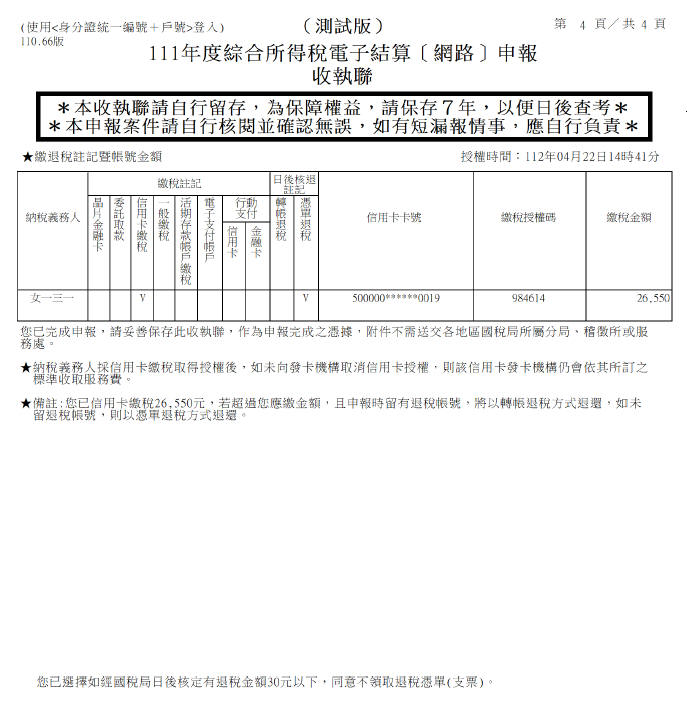 (使用<身分證統一編號＋戶號>登入)
（測試版）
第 4 頁／共 4 頁
110.66版
111年度綜合所得稅電子結算〔網路〕申報
收執聯
＊本收執聯請自行留存，為保障權益，請保存７年，以便日後查考＊
＊本申報案件請自行核閱並確認無誤，如有短漏報情事，應自行負責＊
★繳退稅註記暨帳號金額
授權時間：112年04月22日14時41分
納稅義務人
繳稅註記
晶片金融卡
委託取款
信用卡繳稅
一般繳稅
活期存款帳戶繳稅
電子支付帳戶
行動支付
信用卡
金融卡
日後核退註記
轉帳退稅
憑單退稅
信用卡卡號
繳稅授權碼
繳稅金額
女一三一 V V 500000******0019 984614 26,550
您已完成申報，請妥善保存此收執聯，作為申報完成之憑據，附件不需送交各地區國稅局所屬分局、稽徵所或服
務處。
★納稅義務人採信用卡繳稅取得授權後，如未向發卡機構取消信用卡授權，則該信用卡發卡機構仍會依其所訂之
標準收取服務費。
★備註:您已信用卡繳稅26,550元，若超過您應繳金額，且申報時留有退稅帳號，將以轉帳退稅方式退還，如未
留退稅帳號，則以憑單退稅方式退還。
您已選擇如經國稅局日後核定有退稅金額30元以下，同意不領取退稅憑單(支票)。